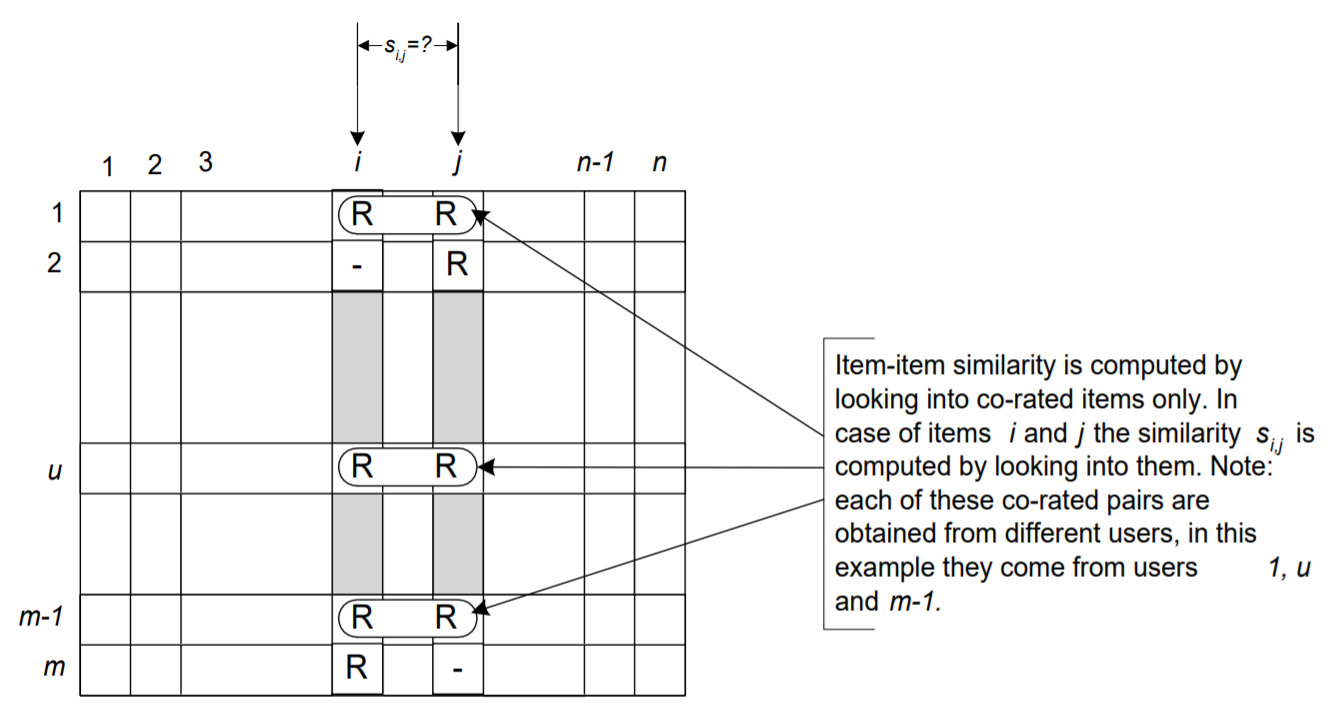 s i,j =?
1 2 3 i j n-1 n
1 R R
2 - R
Item-item similarity is computed by
looking into co-rated items only. In
case of items i and j the similarity s i,j is
u R R
computed by looking into them. Note:
each of these co-rated pairs are
obtained from different users, in this
example they come from users 1, u
and m-1.
m-1 R R
m R -